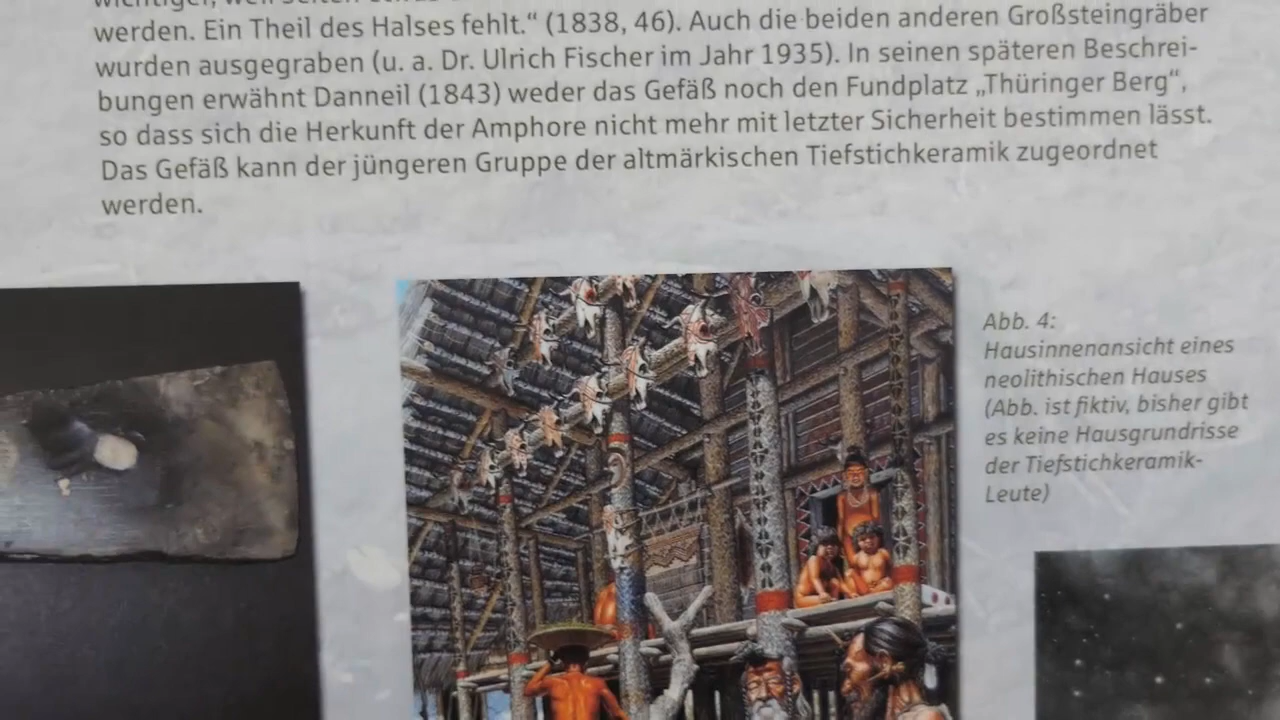 werden. Ein Theil des Halses fehlt.“ (1838, 46). Auch die beiden anderen Großsteingräber
wurden ausgegraben (u. a. Dr. Ulrich Fischer im Jahr 1935). In seinen späteren Beschrei-
bungen erwähnt Danneil (1843) weder das Gefäß noch den Fundplatz „Thüringer Berg“,
so dass sich die Herkunft der Amphore nicht mehr mit letzter Sicherheit bestimmen lässt.
Das Gefäß kann der jüngeren Gruppe der altmärkischen Tiefstichkeramik zugeordnet
werden.
Abb. 4:
Hausinnenansicht eines
neolithischen Hauses
(Abb. ist fiktiv, bisher gibt
es keine Hausgrundrisse
der Tiefstichkeramik-
Leute)